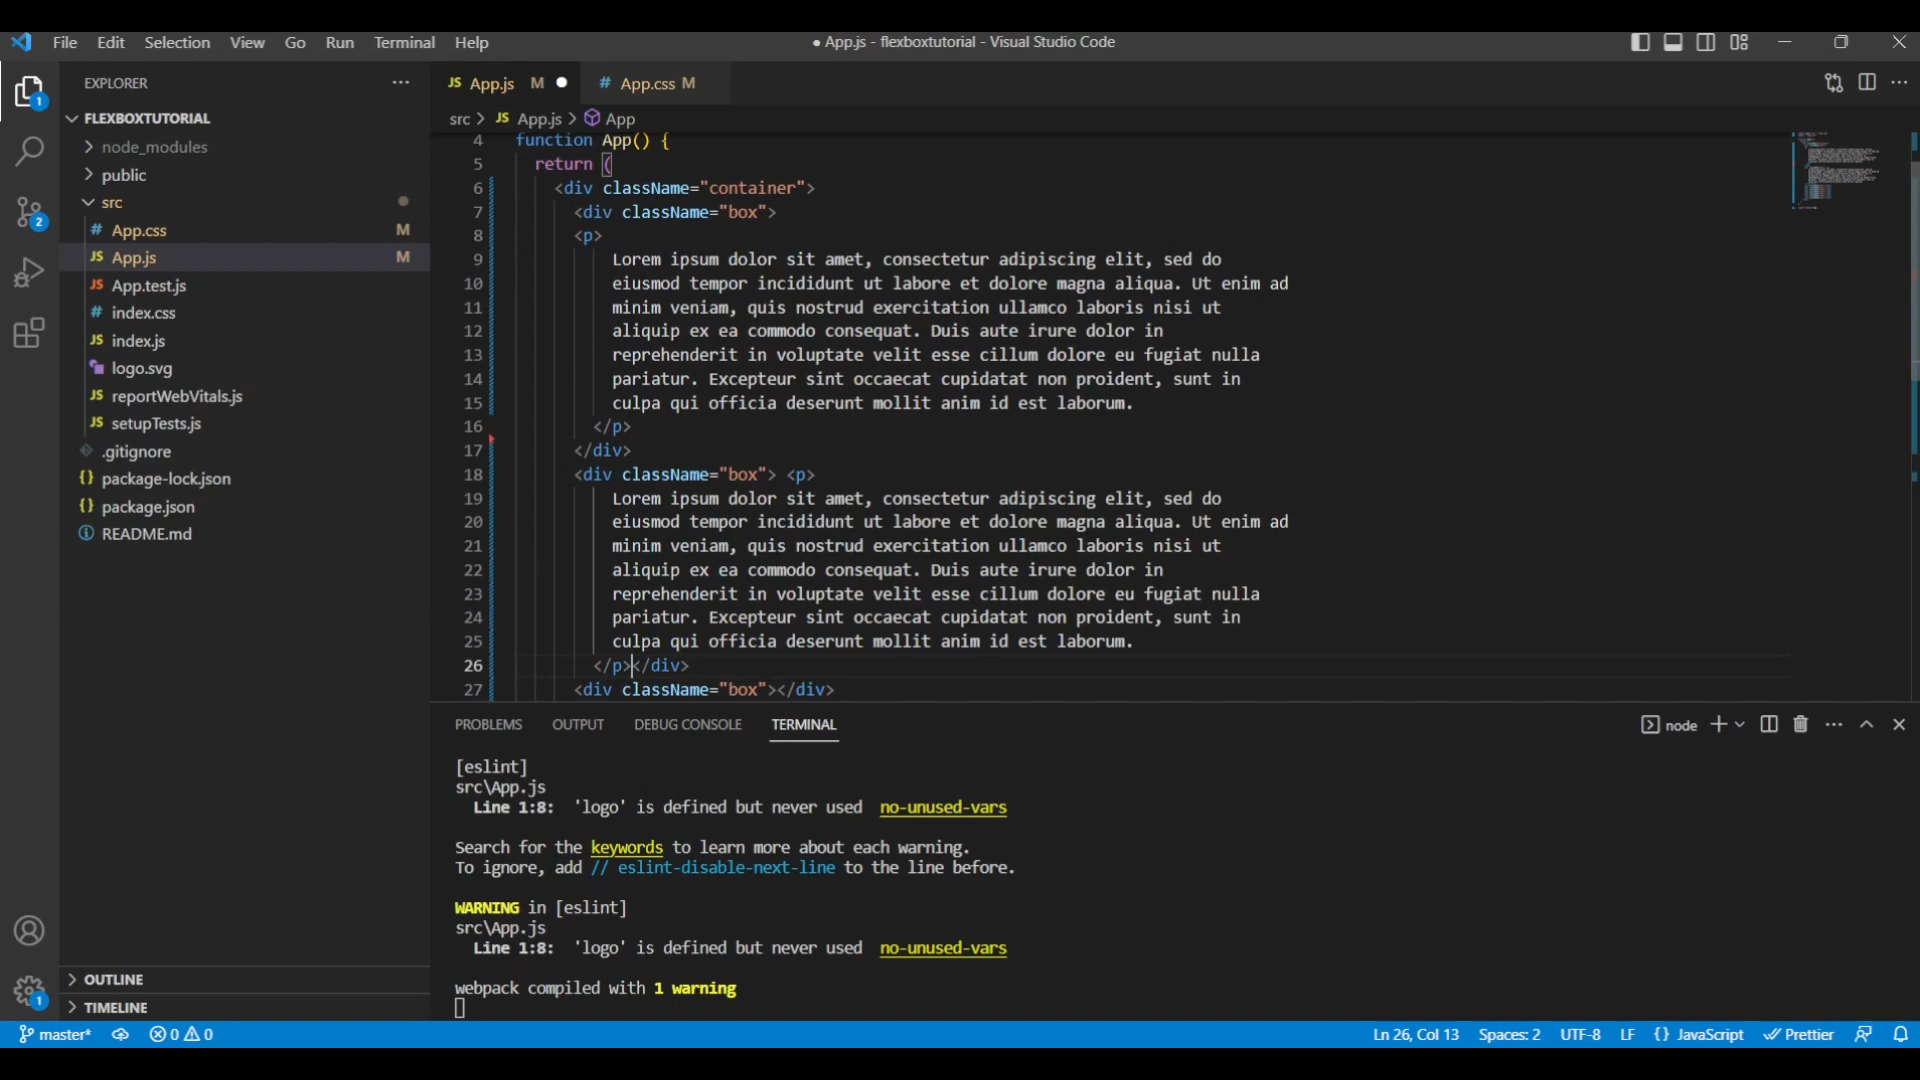 File Edit Selection View Go Run Terminal Help
● App.js - flexboxtutorial - Visual Studio Code
EXPLORER
FLEXBOXTUTORIAL
node_modules
public
src
# App.css M
JS App.js M
JS App.test.js
# index.css
JS index.js
logo.svg
JS reportWebVitals.js
JS setupTests.js
.gitignore
{} package-lock.json
{} package.json
README.md
OUTLINE
TIMELINE
1
2
1
JS App.js M ●
# App.css M
src > JS App.js > App
4 function App() {
5 return (
6 <div className="container">
7 <div className="box">
8 <p>
9 Lorem ipsum dolor sit amet, consectetur adipiscing elit, sed do
10 eiusmod tempor incididunt ut labore et dolore magna aliqua. Ut enim ad
11 minim veniam, quis nostrud exercitation ullamco laboris nisi ut
12 aliquip ex ea commodo consequat. Duis aute irure dolor in
13 reprehenderit in voluptate velit esse cillum dolore eu fugiat nulla
14 pariatur. Excepteur sint occaecat cupidatat non proident, sunt in
15 culpa qui officia deserunt mollit anim id est laborum.
16 </p>
17 </div>
18 <div className="box"> <p>
19 Lorem ipsum dolor sit amet, consectetur adipiscing elit, sed do
20 eiusmod tempor incididunt ut labore et dolore magna aliqua. Ut enim ad
21 minim veniam, quis nostrud exercitation ullamco laboris nisi ut
22 aliquip ex ea commodo consequat. Duis aute irure dolor in
23 reprehenderit in voluptate velit esse cillum dolore eu fugiat nulla
24 pariatur. Excepteur sint occaecat cupidatat non proident, sunt in
25 culpa qui officia deserunt mollit anim id est laborum.
26 </p></div>
27 <div className="box"></div>
PROBLEMS OUTPUT DEBUG CONSOLE TERMINAL
node
[eslint]
src\App.js
Line 1:8: 'logo' is defined but never used no-unused-vars
Search for the keywords to learn more about each warning.
To ignore, add // eslint-disable-next-line to the line before.
WARNING in [eslint]
src\App.js
Line 1:8: 'logo' is defined but never used no-unused-vars
webpack compiled with 1 warning
master* 0 0
Ln 26, Col 13 Spaces: 2 UTF-8 LF {} JavaScript Prettier